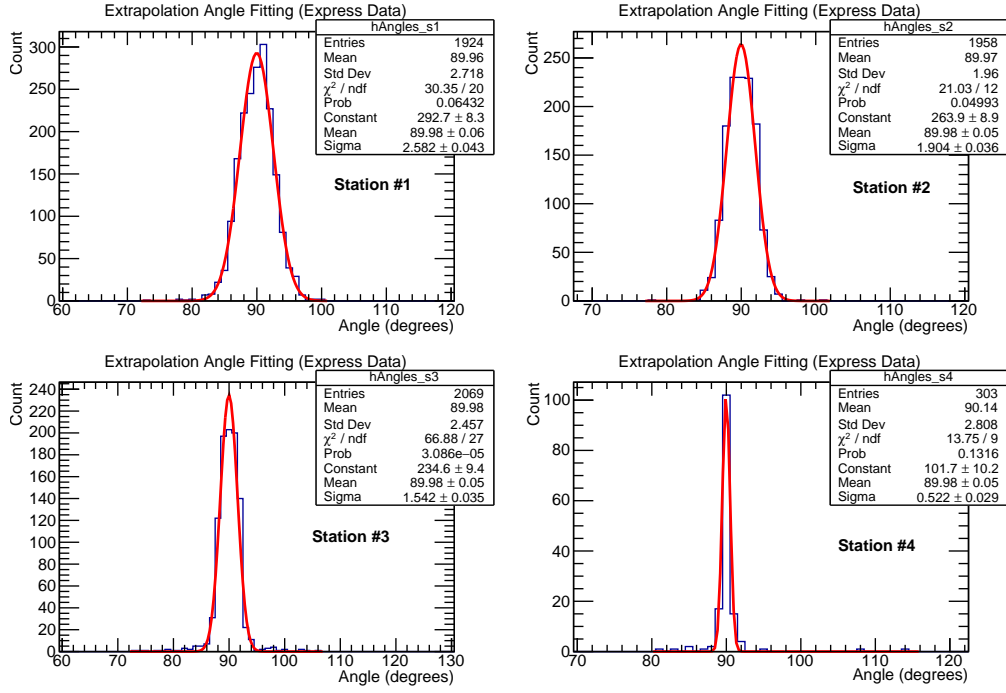 Extrapolation Angle Fitting (Express Data)
hAngles_s1
Entries 1924
Mean 89.96
Std Dev 2.718
χ² / ndf 30.35 / 20
Prob 0.06432
Constant 292.7 ± 8.3
Mean 89.98 ± 0.06
Sigma 2.582 ± 0.043
Station #1
Count
300
250
200
150
100
50
0
60 70 80 90 100 110 120
Angle (degrees)
Extrapolation Angle Fitting (Express Data)
hAngles_s2
Entries 1958
Mean 89.97
Std Dev 1.96
χ² / ndf 21.03 / 12
Prob 0.04993
Constant 263.9 ± 8.9
Mean 89.98 ± 0.05
Sigma 1.904 ± 0.036
Station #2
Count
250
200
150
100
50
0
70 80 90 100 110 120
Angle (degrees)
Extrapolation Angle Fitting (Express Data)
hAngles_s3
Entries 2069
Mean 89.98
Std Dev 2.457
χ² / ndf 66.88 / 27
Prob 3.086e−05
Constant 234.6 ± 9.4
Mean 89.98 ± 0.05
Sigma 1.542 ± 0.035
Station #3
Count
240
220
200
180
160
140
120
100
80
60
40
20
0
60 70 80 90 100 110 120 130
Angle (degrees)
Extrapolation Angle Fitting (Express Data)
hAngles_s4
Entries 303
Mean 90.14
Std Dev 2.808
χ² / ndf 13.75 / 9
Prob 0.1316
Constant 101.7 ± 10.2
Mean 89.98 ± 0.05
Sigma 0.522 ± 0.029
Station #4
Count
100
80
60
40
20
0
70 80 90 100 110 120
Angle (degrees)